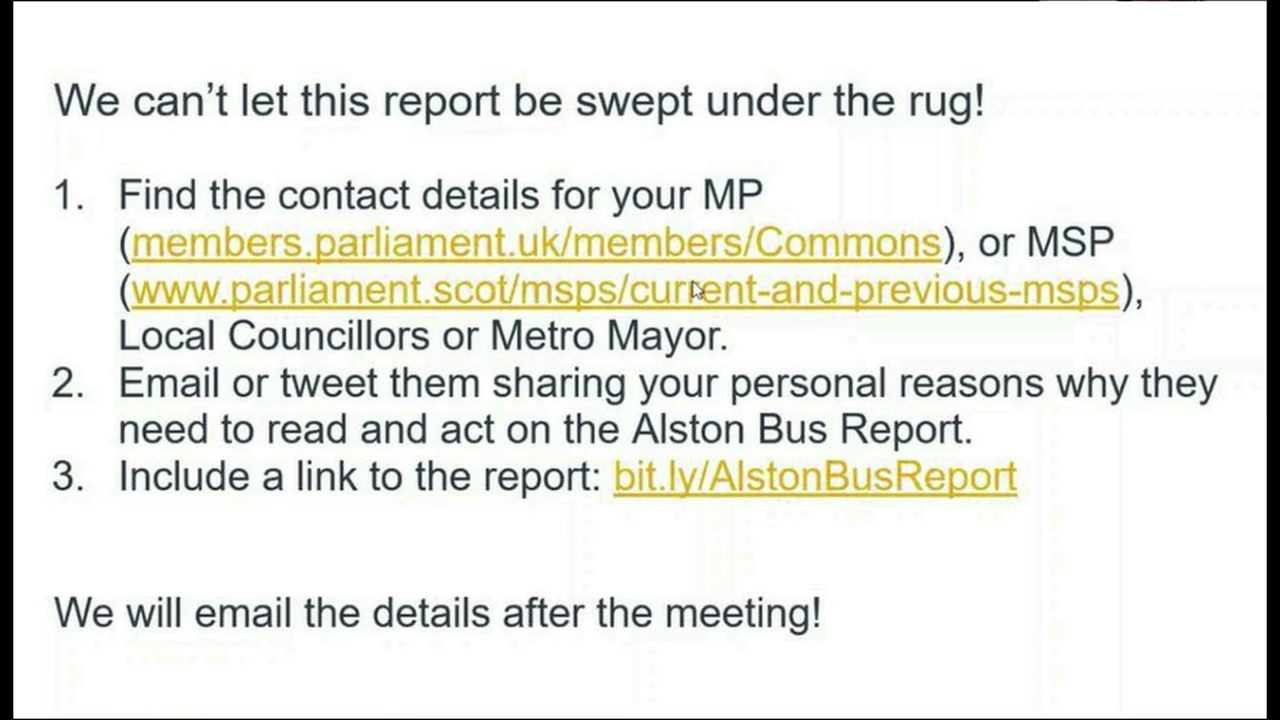 We can’t let this report be swept under the rug!
1. Find the contact details for your MP
(members.parliament.uk/members/Commons), or MSP
(www.parliament.scot/msps/current-and-previous-msps),
Local Councillors or Metro Mayor.
2. Email or tweet them sharing your personal reasons why they
need to read and act on the Alston Bus Report.
3. Include a link to the report: bit.ly/AlstonBusReport
We will email the details after the meeting!